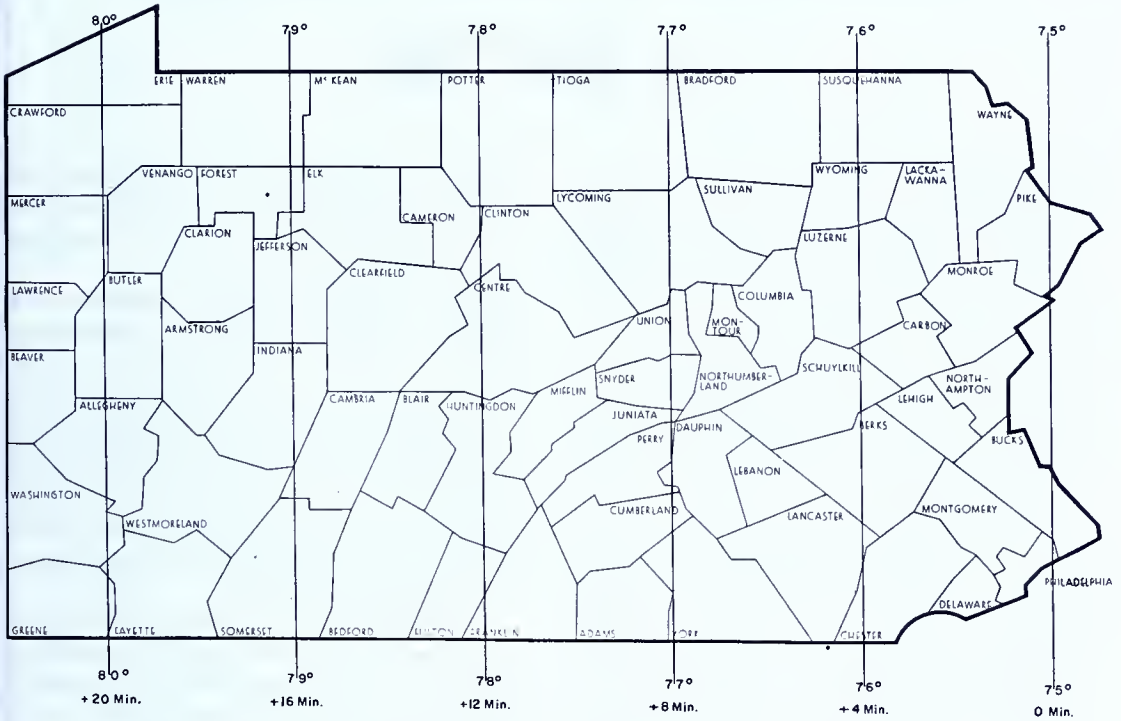 80° 79° 78° 77° 76° 75°
ERIE WARREN McKEAN POTTER TIOGA BRADFORD SUSQUEHANNA
CRAWFORD
WAYNE
VENANGO FOREST ELK WYOMING LACKA-
WANNA
MERCER LYCOMING SULLIVAN PIKE
CAMERON CLINTON
CLARION JEFFERSON LUZERNE
CLEARFIELD MONROE
BUTLER
LAWRENCE CENTRE COLUMBIA
ARMSTRONG UNION MON-
TOUR
CARBON
BEAVER INDIANA
SCHUYLKILL
SNYDER NORTHUMBER-
LAND
NORTH-
AMPTON
ALLEGHENY CAMBRIA BLAIR HUNTINGDON MIFFLIN LEHIGH
JUNIATA
PERRY DAUPHIN BERKS BUCKS
LEBANON
WASHINGTON
WESTMORELAND CUMBERLAND LANCASTER MONTGOMERY
PHILADELPHIA
DELAWARE
GREENE FAYETTE SOMERSET BEDFORD FULTON FRANKLIN ADAMS YORK CHESTER
80° 79° 78° 77° 76° 75°
+20 Min. +16 Min. +12 Min. +8 Min. +4 Min. 0 Min.